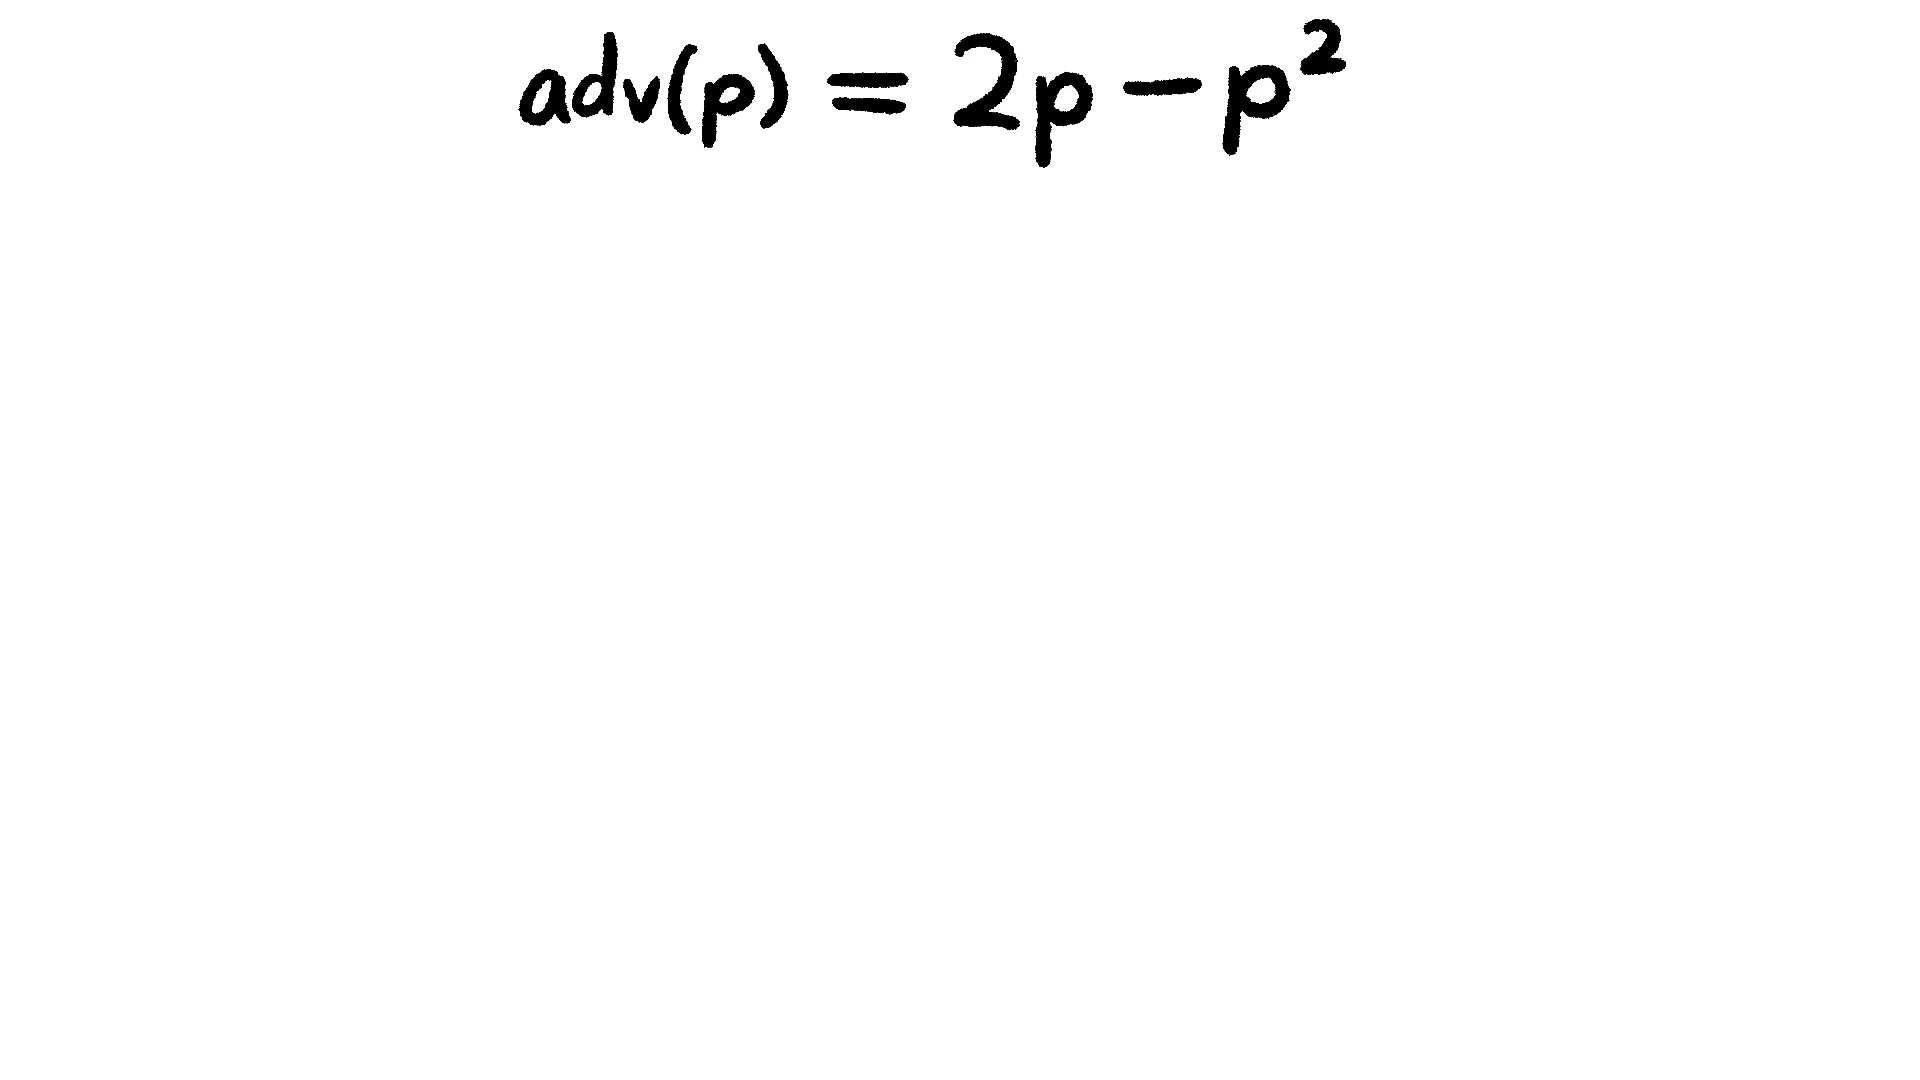 adv(p) = 2p − p²